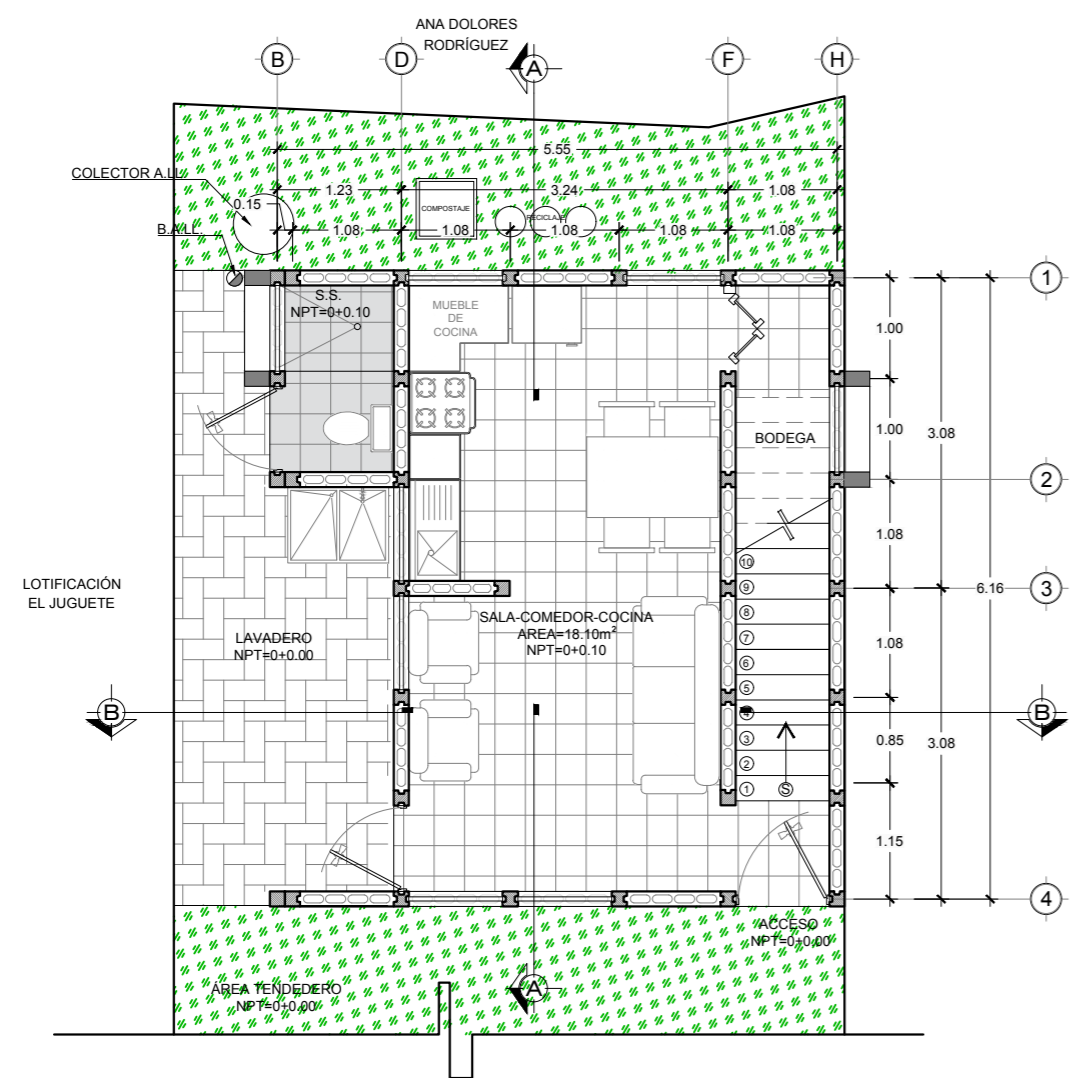 ANA DOLORES
RODRÍGUEZ
B
D
A
F
H
5.55
COLECTOR A.LL.
1.23
3.24
1.08
0.15
COMPOSTAJE
RECICLAJE
B.A.LL.
1.08
1.08
1.08
1.08
1.08
1
S.S.
NPT=0+0.10
MUEBLE
DE
COCINA
1.00
1.00
3.08
BODEGA
2
1.08
10
9
8
7
6
5
4
3
2
1
S
6.16
3
LOTIFICACIÓN
EL JUGUETE
SALA-COMEDOR-COCINA
AREA=18.10m²
NPT=0+0.10
LAVADERO
NPT=0+0.00
1.08
B
B
0.85
3.08
1.15
4
ACCESO
NPT=0+0.00
A
ÁREA TENDEDERO
NPT=0+0.00